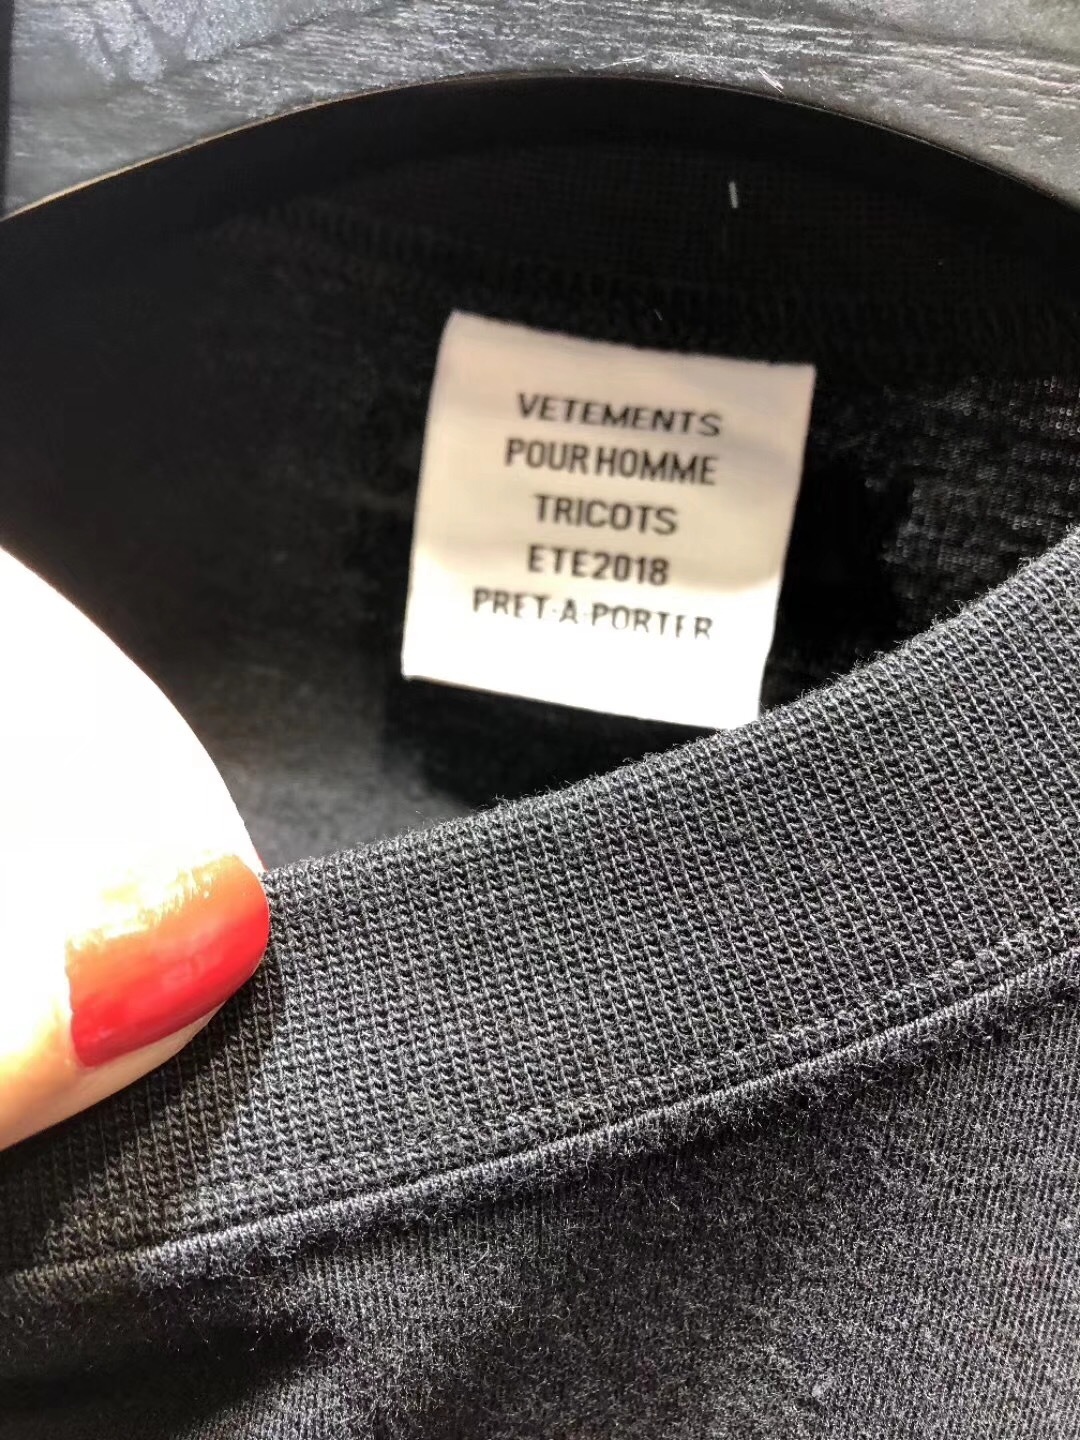 VETEMENTS
POUR HOMME
TRICOTS
ETE2018
PRET-A-PORTER